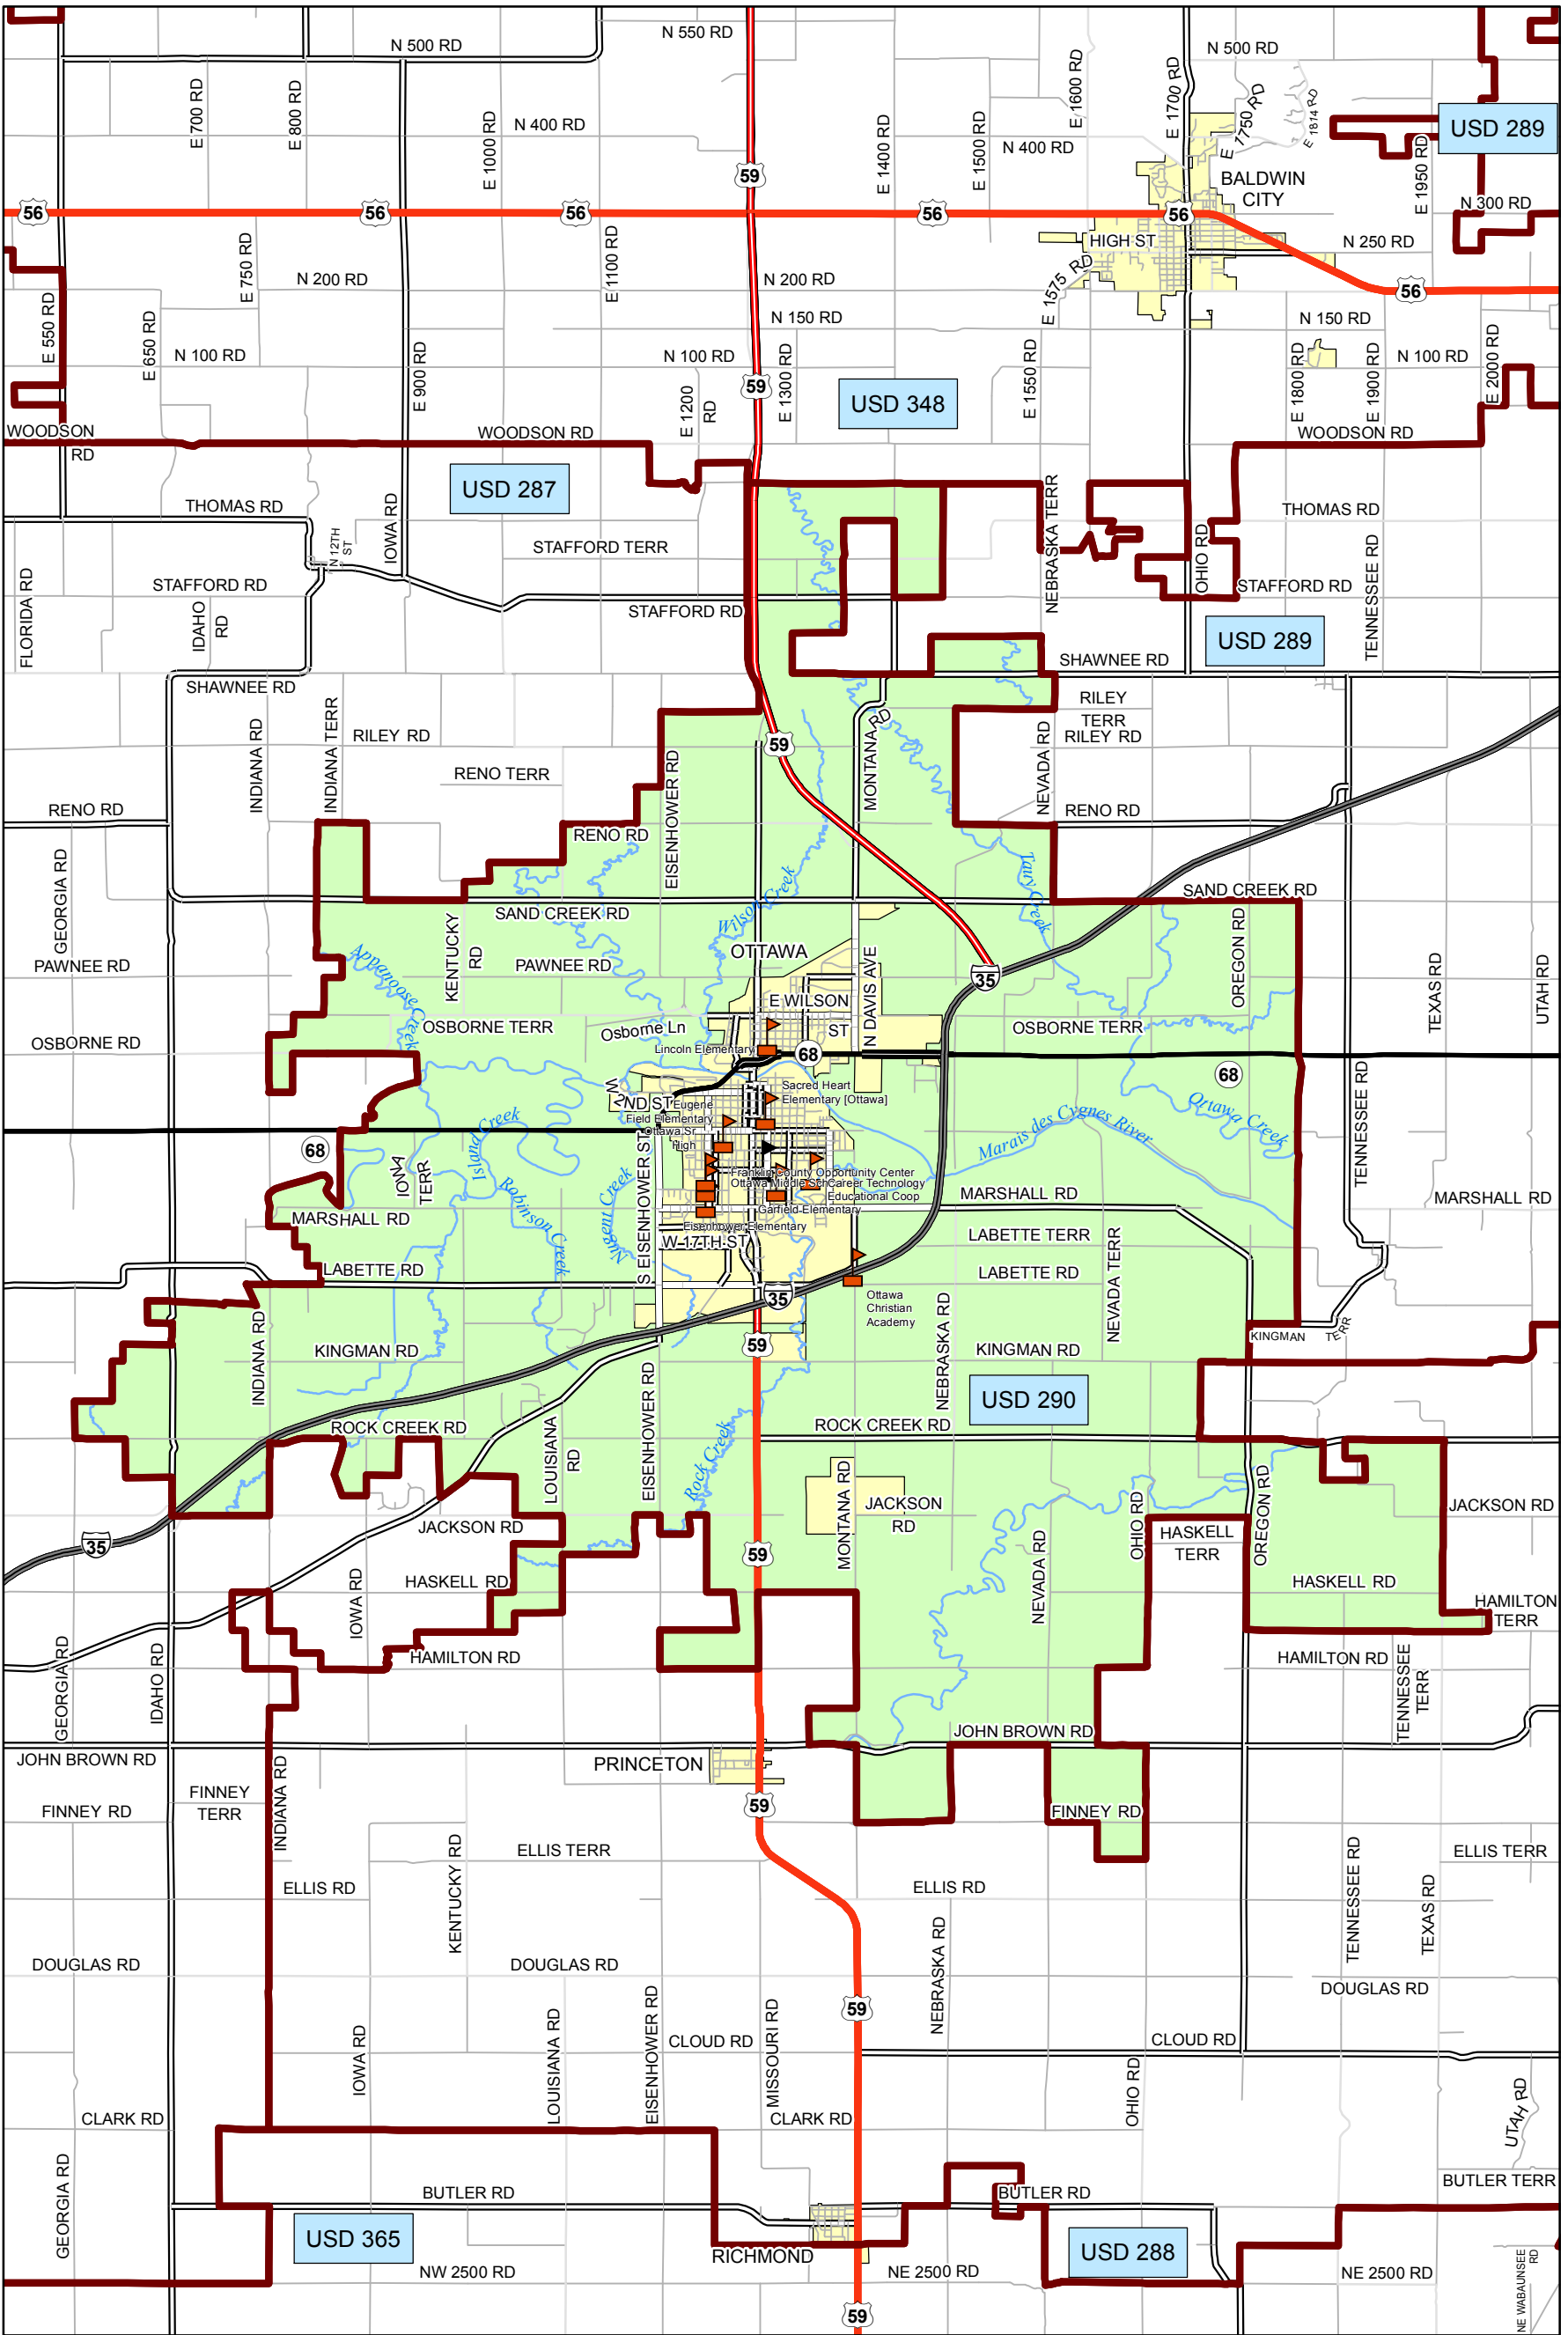 N 550 RD
N 500 RD
N 500 RD
E 700 RD
E 800 RD
E 1000 RD
N 400 RD
E 1400 RD
E 1500 RD
E 1600 RD
N 400 RD
E 1700 RD
E 1750 RD
E 1814 RD
USD 289
E 1950 RD
59
BALDWIN
CITY
56
56
56
56
56
N 300 RD
HIGH ST
N 250 RD
E 750 RD
N 200 RD
E 1100 RD
N 200 RD
E 1575 RD
56
E 550 RD
E 650 RD
N 100 RD
E 900 RD
N 150 RD
N 100 RD
E 1200
RD
59
E 1300 RD
USD 348
E 1550 RD
N 150 RD
E 1800 RD
E 1900 RD
N 100 RD
E 2000 RD
WOODSON
RD
WOODSON RD
WOODSON RD
USD 287
THOMAS RD
N 12TH
ST
IOWA RD
STAFFORD TERR
NEBRASKA TERR
THOMAS RD
OHIO RD
TENNESSEE RD
FLORIDA RD
STAFFORD RD
IDAHO
RD
STAFFORD RD
STAFFORD RD
USD 289
SHAWNEE RD
SHAWNEE RD
INDIANA RD
INDIANA TERR
RILEY RD
RENO TERR
EISENHOWER RD
59
MONTANA RD
RILEY
TERR
RILEY RD
NEVADA RD
RENO RD
RENO RD
RENO RD
GEORGIA RD
Tauy Creek
Wilson Creek
SAND CREEK RD
SAND CREEK RD
KENTUCKY
RD
Appanoose Creek
PAWNEE RD
PAWNEE RD
OTTAWA
35
OREGON RD
TEXAS RD
UTAH RD
E WILSON
ST
N DAVIS AVE
OSBORNE TERR
Osborne Ln
OSBORNE TERR
OSBORNE RD
Lincoln Elementary
68
68
TENNESSEE RD
Sacred Heart
Elementary [Ottawa]
W 2ND ST
Eugene
Field Elementary
Ottawa Sr
High
Marais des Cygnes River
Ottawa Creek
68
IOWA
TERR
Island Creek
Robinson Creek
Nugent Creek
S EISENHOWER ST
Franklin County Opportunity Center
Ottawa Middle Sch
Career Technology
Educational Coop
Garfield Elementary
Eisenhower Elementary
MARSHALL RD
MARSHALL RD
MARSHALL RD
W 17TH ST
LABETTE TERR
LABETTE RD
LABETTE RD
NEVADA TERR
35
Ottawa
Christian
Academy
INDIANA RD
KINGMAN RD
59
NEBRASKA RD
KINGMAN RD
KINGMAN TERR
EISENHOWER RD
USD 290
ROCK CREEK RD
ROCK CREEK RD
LOUISIANA
RD
Rock Creek
MONTANA RD
JACKSON
RD
JACKSON RD
JACKSON RD
35
59
OHIO RD
HASKELL
TERR
OREGON RD
NEVADA RD
IOWA RD
HASKELL RD
HASKELL RD
HAMILTON
TERR
GEORGIA RD
IDAHO RD
HAMILTON RD
HAMILTON RD
TENNESSEE
TERR
JOHN BROWN RD
JOHN BROWN RD
PRINCETON
INDIANA RD
FINNEY
TERR
FINNEY RD
59
FINNEY RD
KENTUCKY RD
ELLIS TERR
ELLIS TERR
ELLIS RD
ELLIS RD
TENNESSEE RD
TEXAS RD
NEBRASKA RD
DOUGLAS RD
DOUGLAS RD
DOUGLAS RD
59
IOWA RD
LOUISIANA RD
EISENHOWER RD
CLOUD RD
MISSOURI RD
CLOUD RD
OHIO RD
CLARK RD
CLARK RD
UTAH RD
GEORGIA RD
BUTLER RD
BUTLER RD
BUTLER TERR
USD 365
RICHMOND
USD 288
NW 2500 RD
NE 2500 RD
NE 2500 RD
NE WABAUNSEE
RD
59